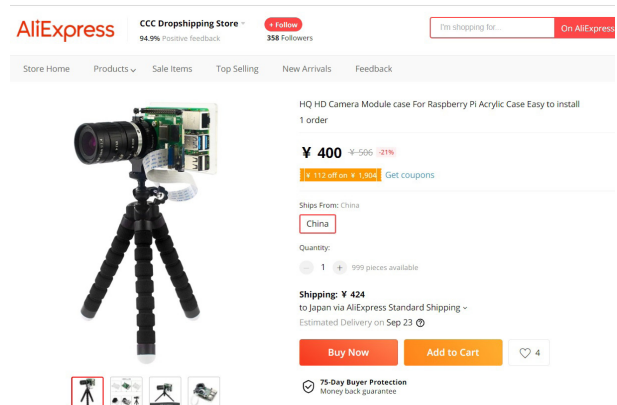 AliExpress
CCC Dropshipping Store
94.9% Positive feedback
+ Follow
358 Followers
I'm shopping for...
On AliExpress
Store Home Products Sale Items Top Selling New Arrivals Feedback
HQ HD Camera Module case For Raspberry Pi Acrylic Case Easy to install
1 order
¥ 400 ¥ 506 -21%
¥ 112 off on ¥ 1,904 Get coupons
Ships From: China
China
Quantity:
- 1 + 999 pieces available
Shipping: ¥ 424
to Japan via AliExpress Standard Shipping
Estimated Delivery on Sep 23 ?
Buy Now Add to Cart 4
75-Day Buyer Protection
Money back guarantee